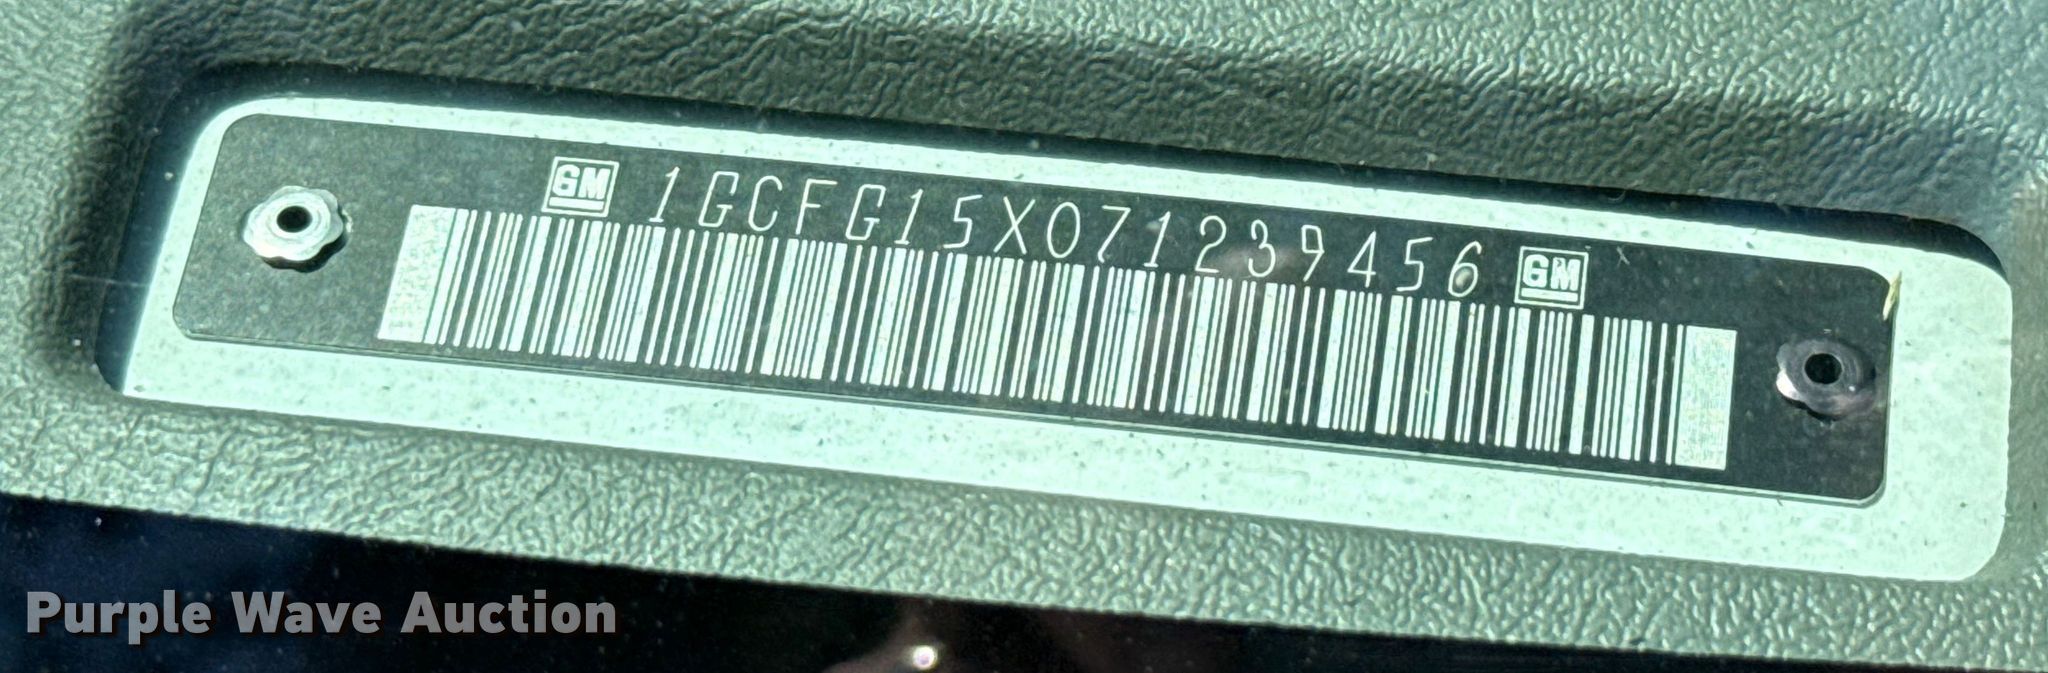 GM 1GCFG15X071239456 GM
Purple Wave Auction